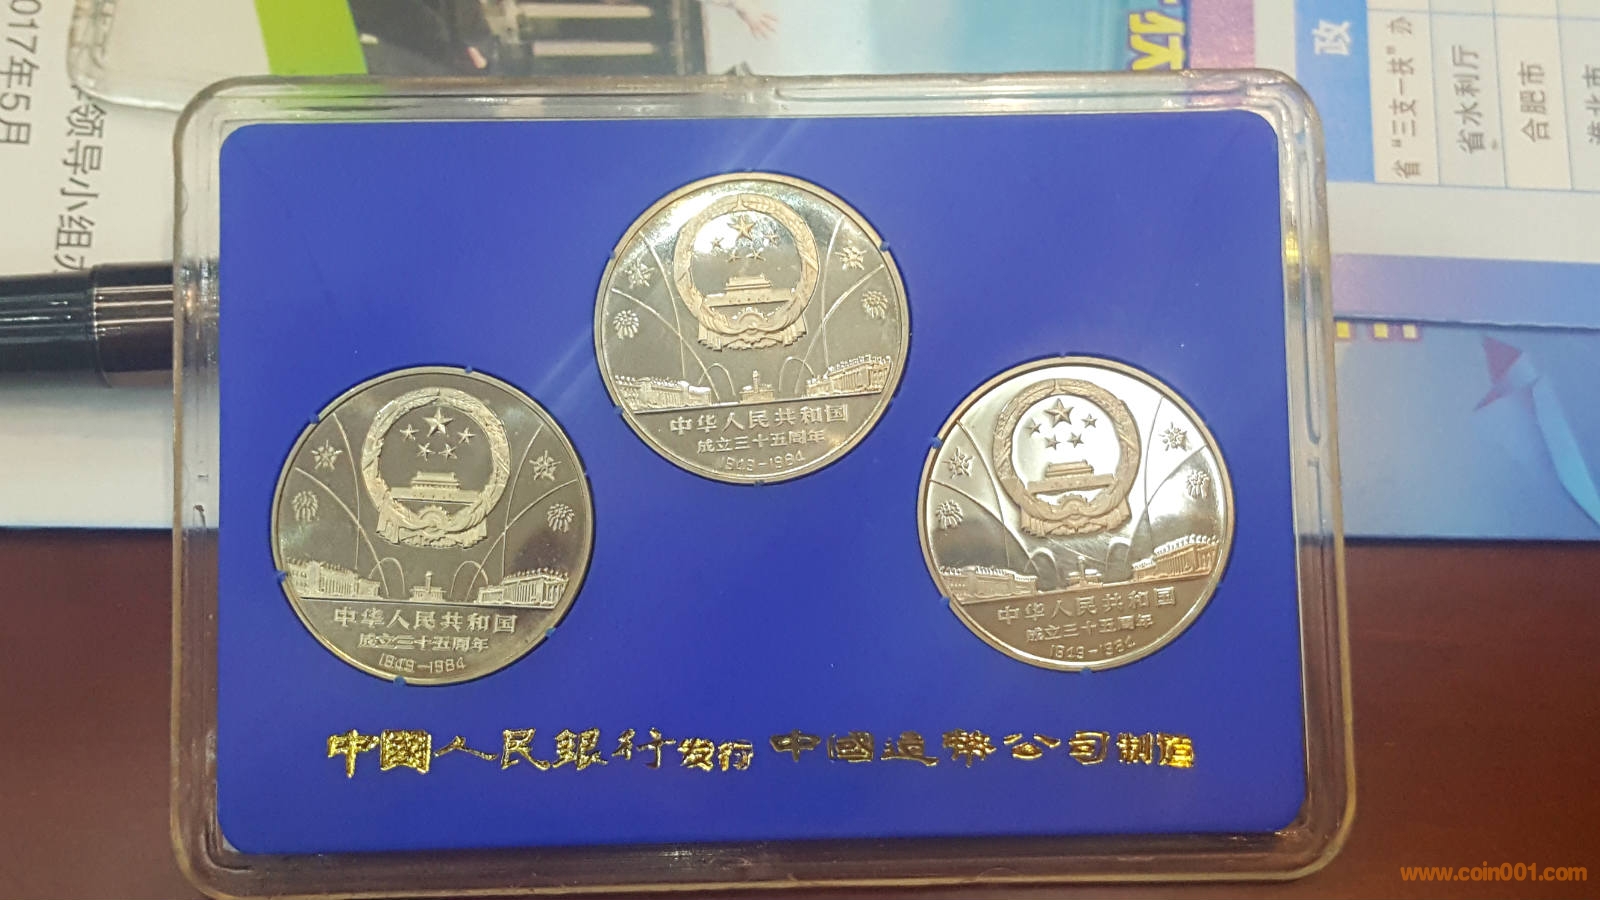 2017年5月
领导小组办
政
省“三支一扶”办
省水利厅
合肥市
淮北市
中华人民共和国
成立三十五周年
1949-1984
中华人民共和国
成立三十五周年
1949-1984
中华人民共和国
成立三十五周年
1949-1984
中國人民銀行发行 中國造幣公司制造
www.coin001.com